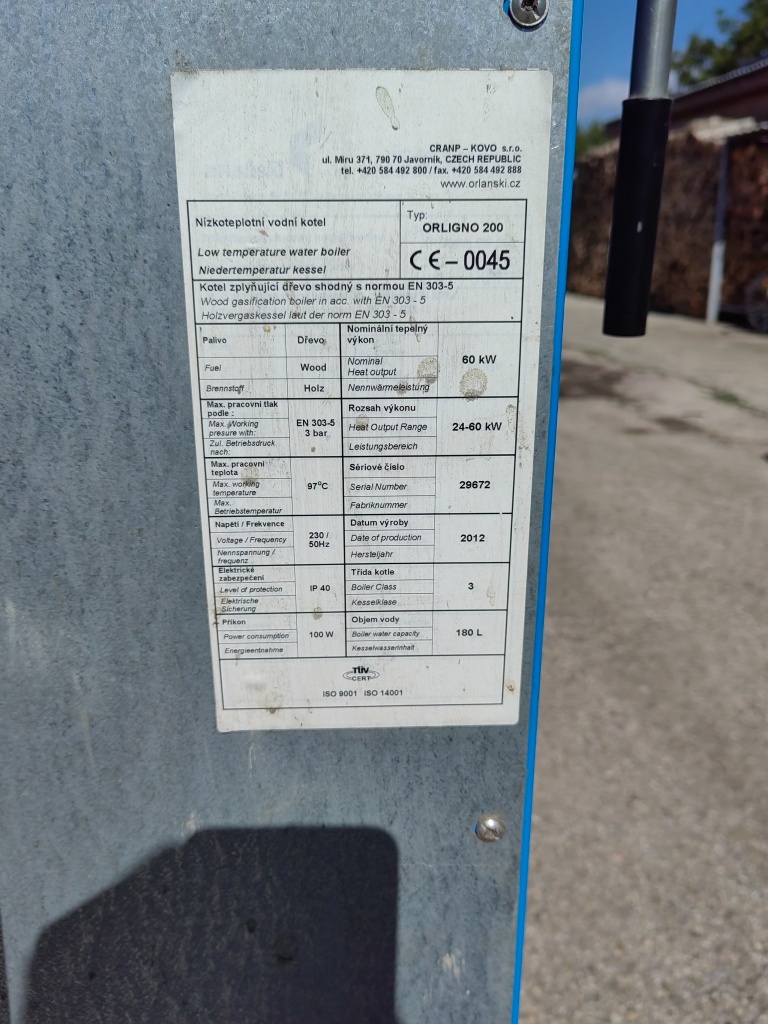 CRANP – KOVO s.r.o.
ul. Míru 371, 790 70 Javorník, CZECH REPUBLIC
tel. +420 584 492 800 / fax. +420 584 492 888
www.orlanski.cz
Nízkoteplotní vodní kotel
Low temperature water boiler
Niedertemperatur kessel
Typ:
ORLIGNO 200
CE – 0045
Kotel zplyňující dřevo shodný s normou EN 303-5
Wood gasification boiler in acc. with EN 303 - 5
Holzvergaskessel laut der norm EN 303 - 5
Palivo Dřevo
Fuel Wood
Brennstoff Holz
Nominální tepelný
výkon
Nominal
Heat output
Nennwärmeleistung
60 kW
Max. pracovní tlak
podle :
Max. Working
presure with:
Zul. Betriebsdruck
nach:
EN 303-5
3 bar
Rozsah výkonu
Heat Output Range
Leistungsbereich
24-60 kW
Max. pracovní
teplota
Max. working
temperature
Max.
Betriebstemperatur
97°C
Sériové číslo
Serial Number
Fabriknummer
29672
Napětí / Frekvence
Voltage / Frequency
Nennspannung /
frequenz
230 /
50Hz
Datum výroby
Date of production
Hersteljahr
2012
Elektrické
zabezpečení
Level of protection
Elektrische
Sicherung
IP 40
Třída kotle
Boiler Class
Kesselklase
3
Příkon
Power consumption
Energieentnahme
100 W
Objem vody
Boiler water capacity
Kesselwasserinhalt
180 L
TÜV
CERT
ISO 9001 ISO 14001